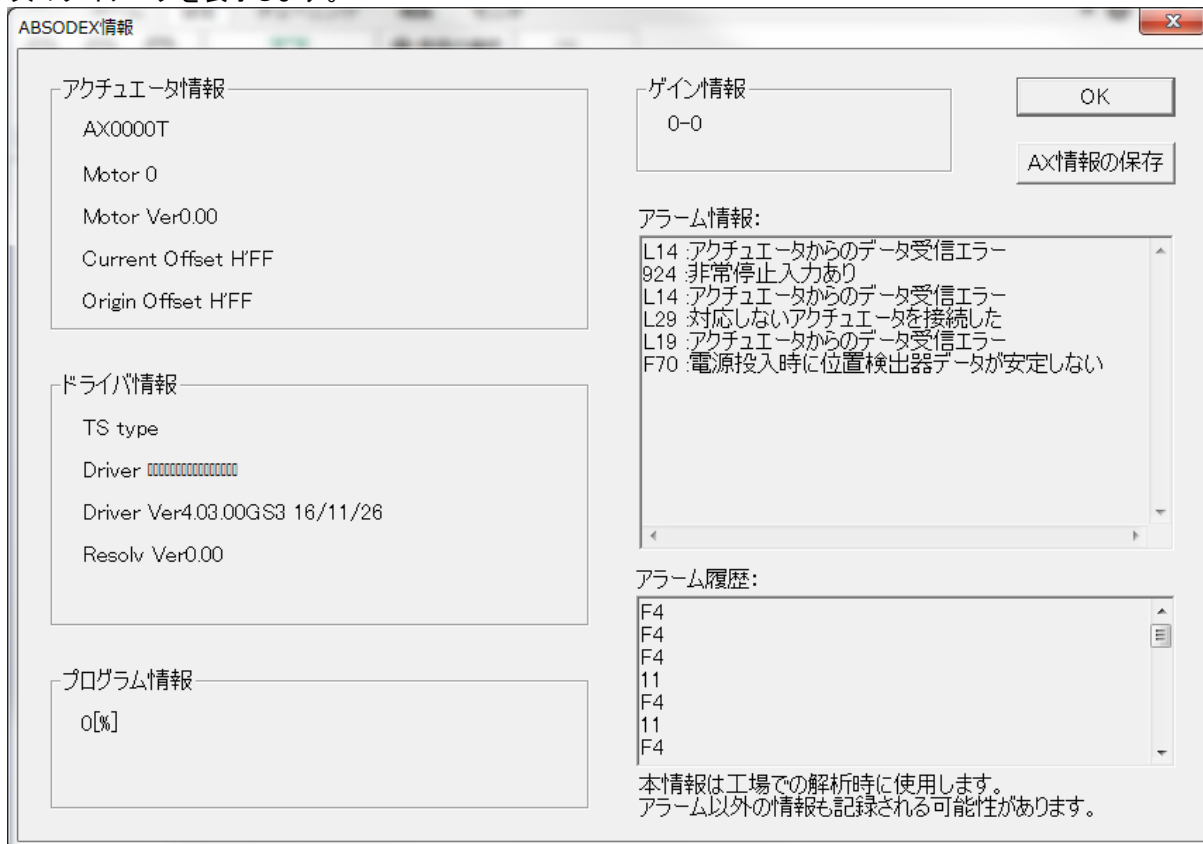 ABSODEX情報
アクチュエータ情報
AX0000T
Motor 0
Motor Ver0.00
Current Offset H'FF
Origin Offset H'FF
ドライバ情報
TS type
Driver
Driver Ver4.03.00GS3 16/11/26
Resolv Ver0.00
プログラム情報
0[%]
ゲイン情報
0-0
OK
AX情報の保存
アラーム情報:
L14 :アクチュエータからのデータ受信エラー
924 :非常停止入力あり
L14 :アクチュエータからのデータ受信エラー
L29 :対応しないアクチュエータを接続した
L19 :アクチュエータからのデータ受信エラー
F70 :電源投入時に位置検出器データが安定しない
アラーム履歴:
F4
F4
F4
11
F4
11
F4
本情報は工場での解析時に使用します。
アラーム以外の情報も記録される可能性があります。